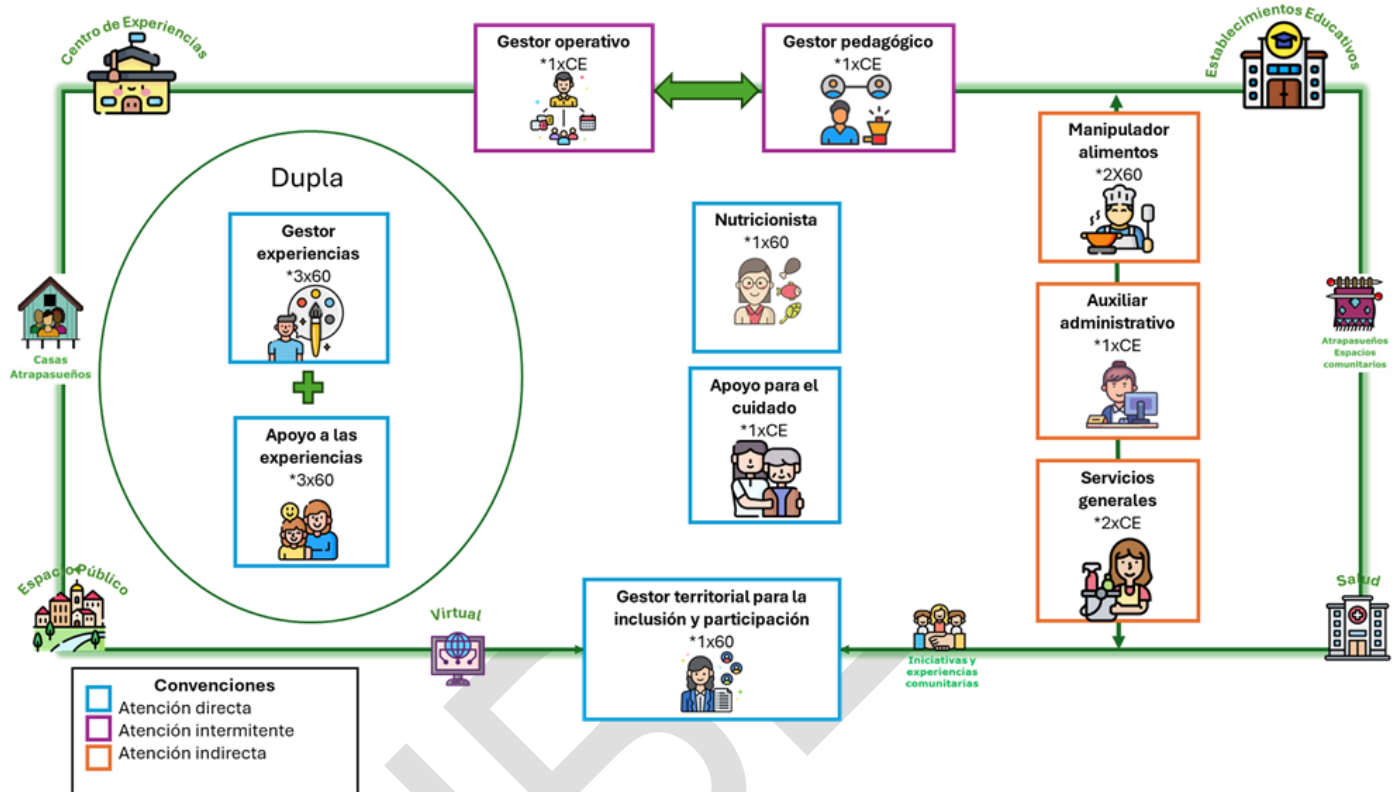 Centro de Experiencias
Gestor operativo
*1xCE
Gestor pedagógico
*1xCE
Establecimientos Educativos
Dupla
Gestor
experiencias
*3x60
Apoyo a las
experiencias
*3x60
Nutricionista
*1x60
Apoyo para el
cuidado
*1xCE
Manipulador
alimentos
*2X60
Auxiliar
administrativo
*1xCE
Servicios
generales
*2xCE
Casas
Atrapasueños
Atrapasueños
Espacios
comunitarios
Espacio Público
Virtual
Gestor territorial para la
inclusión y participación
*1x60
Iniciativas y
experiencias
comunitarias
Salud
Convenciones
Atención directa
Atención intermitente
Atención indirecta